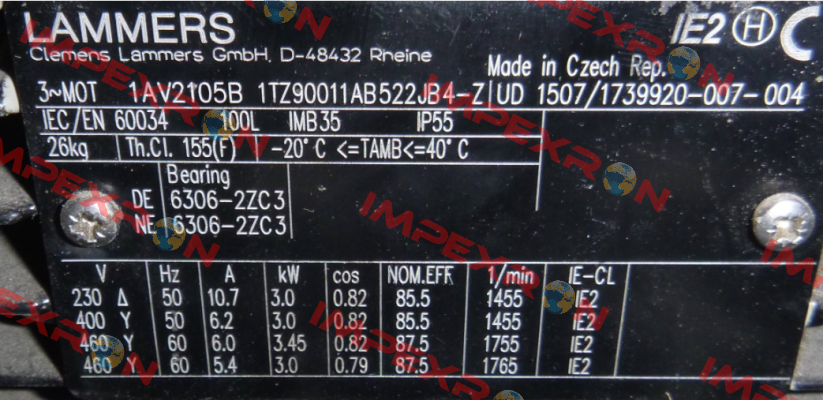 LAMMERS IE2 H C
Clemens Lammers GmbH, D-48432 Rheine
Made in Czech Rep.
3~MOT 1AV2105B 1TZ90011AB522JB4-Z UD 1507/1739920-007-004
IEC/EN 60034 100L IMB35 IP55
26kg Th.Cl. 155(F) -20° C <=TAMB<=40° C
Bearing
DE 6306-2ZC3
NE 6306-2ZC3
V Hz A kW cos NOM.EFF 1/min IE-CL
230 Δ 50 10.7 3.0 0.82 85.5 1455 IE2
400 Y 50 6.2 3.0 0.82 85.5 1455 IE2
460 Y 60 6.0 3.45 0.82 87.5 1755 IE2
460 Y 60 5.4 3.0 0.79 87.5 1765 IE2
IMPEXRON